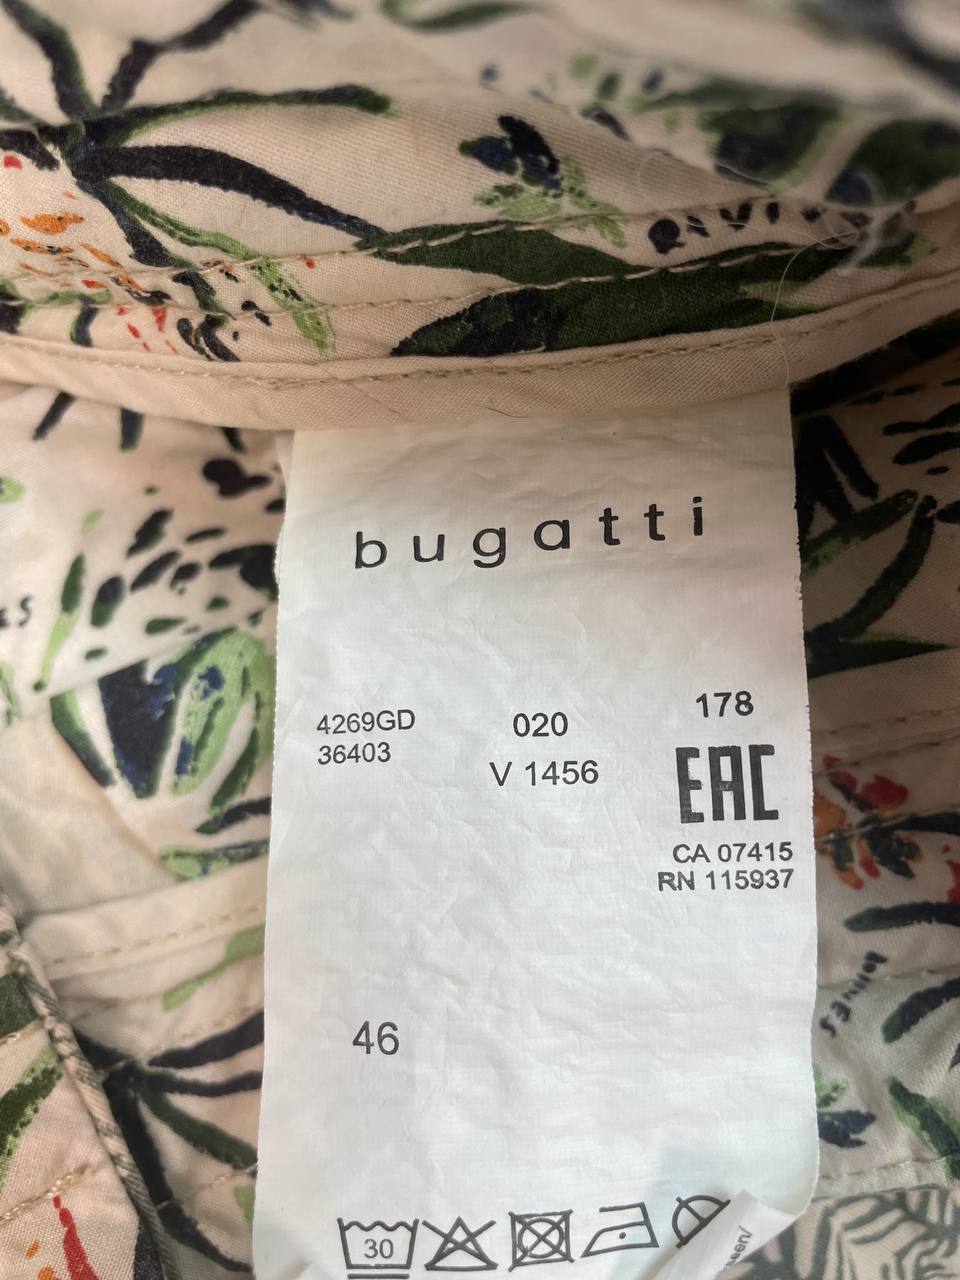 bugatti
4269GD
36403
020
V 1456
178
EAC
CA 07415
RN 115937
46
30